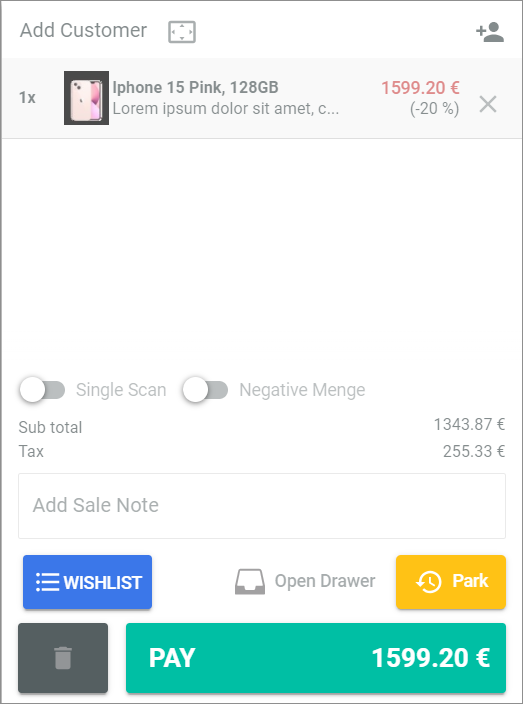 Add Customer
1x
Iphone 15 Pink, 128GB
1599.20 €
Lorem ipsum dolor sit amet, c...
(-20 %)
Single Scan
Negative Menge
Sub total
1343.87 €
Tax
255.33 €
Add Sale Note
WISHLIST
Open Drawer
Park
PAY
1599.20 €